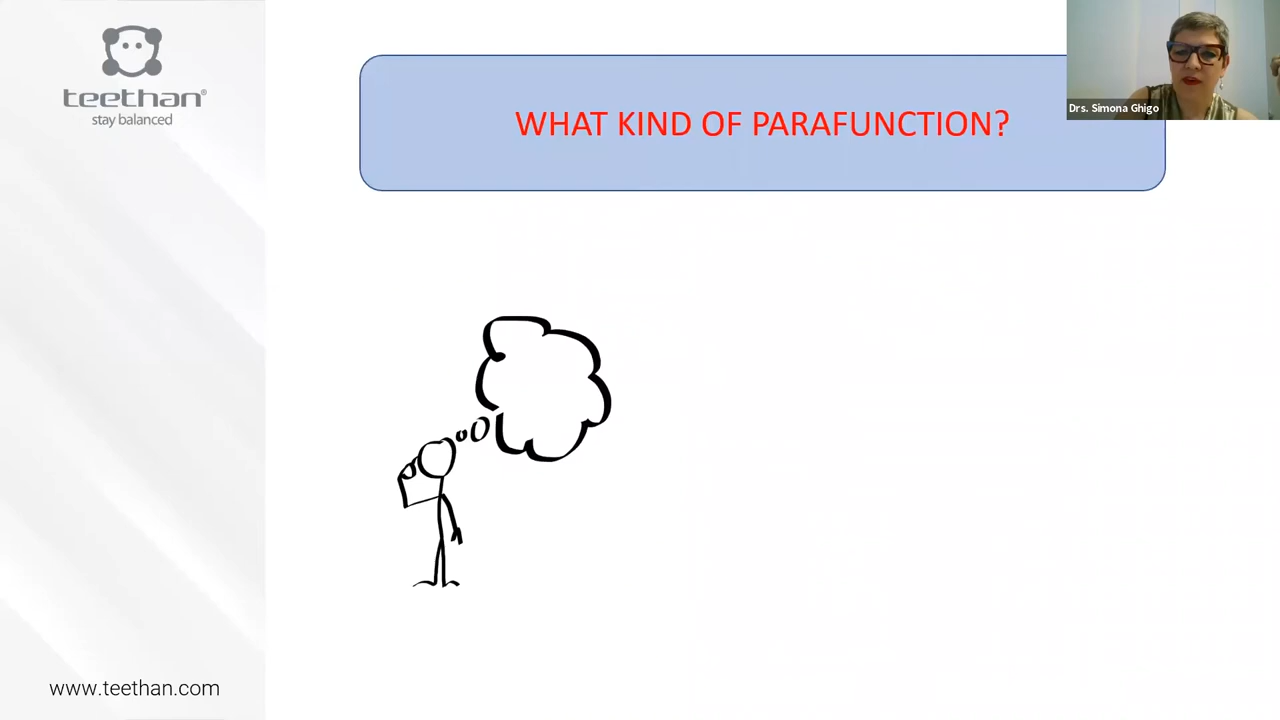 teethan®
stay balanced
WHAT KIND OF PARAFUNCTION?
Drs. Simona Ghigo
www.teethan.com